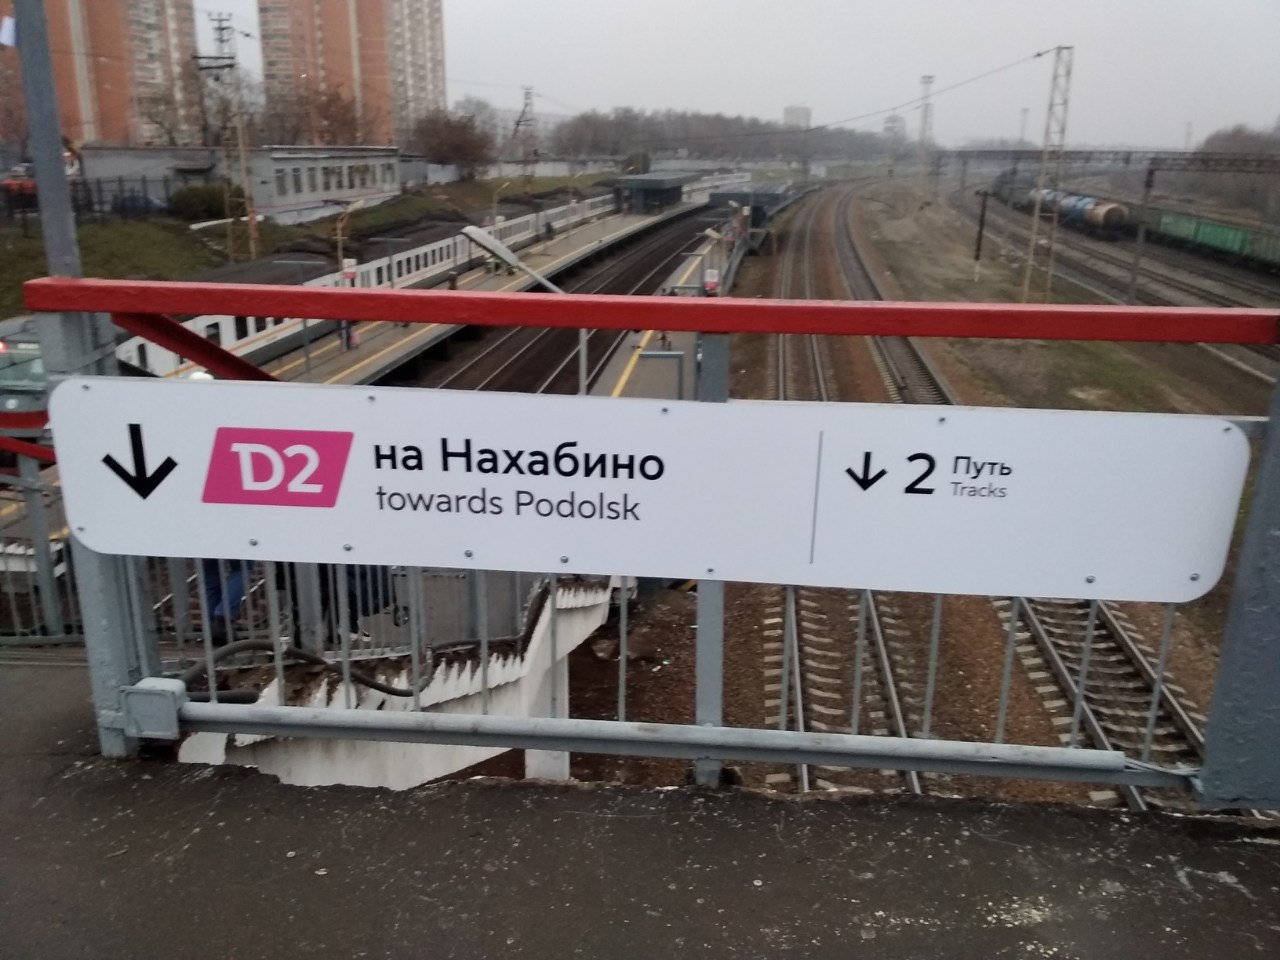 D2
на Нахабино
towards Podolsk
2
Путь
Tracks